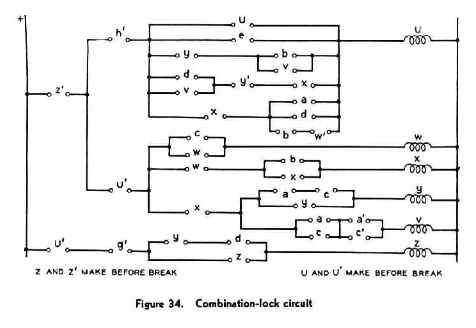 +
U
h'
e
U
y
b
v
d
v
y'
x
z'
a
x
d
b
w'
c
w
w
b
x
w
x
U'
a
c
y
y
x
a
a'
v
c
c'
U'
g'
y
d
z
z
Z AND Z' MAKE BEFORE BREAK
U AND U' MAKE BEFORE BREAK
Figure 34. Combination-lock circuit